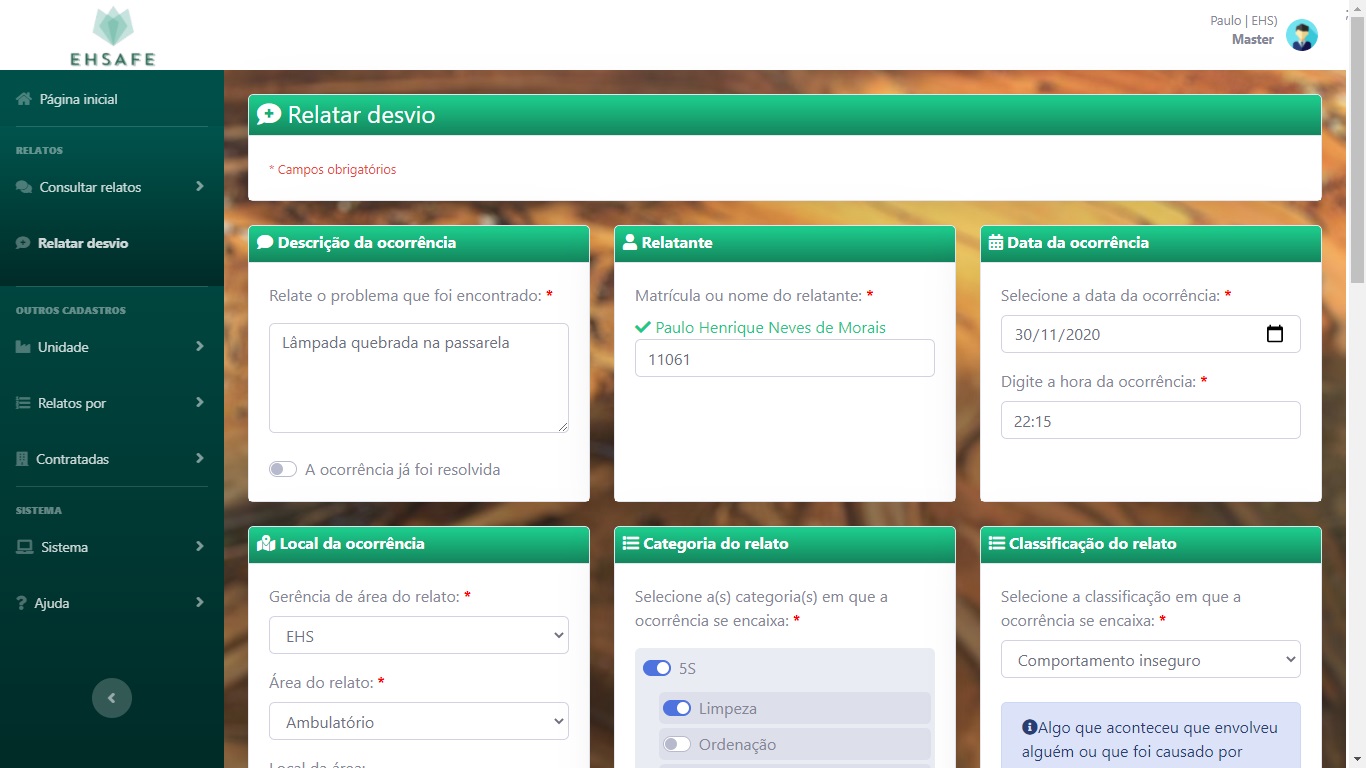 EHSAFE
Paulo | EHS)
Master
Página inicial
RELATOS
Consultar relatos
Relatar desvio
OUTROS CADASTROS
Unidade
Relatos por
Contratadas
SISTEMA
Sistema
Ajuda
Relatar desvio
* Campos obrigatórios
Descrição da ocorrência
Relate o problema que foi encontrado: *
Lâmpada quebrada na passarela
A ocorrência já foi resolvida
Relatante
Matrícula ou nome do relatante: *
Paulo Henrique Neves de Morais
11061
Data da ocorrência
Selecione a data da ocorrência: *
30/11/2020
Digite a hora da ocorrência: *
22:15
Local da ocorrência
Gerência de área do relato: *
EHS
Área do relato: *
Ambulatório
Local da área:
Categoria do relato
Selecione a(s) categoria(s) em que a
ocorrência se encaixa: *
5S
Limpeza
Ordenação
Classificação do relato
Selecione a classificação em que a
ocorrência se encaixa: *
Comportamento inseguro
Algo que aconteceu que envolveu
alguém ou que foi causado por